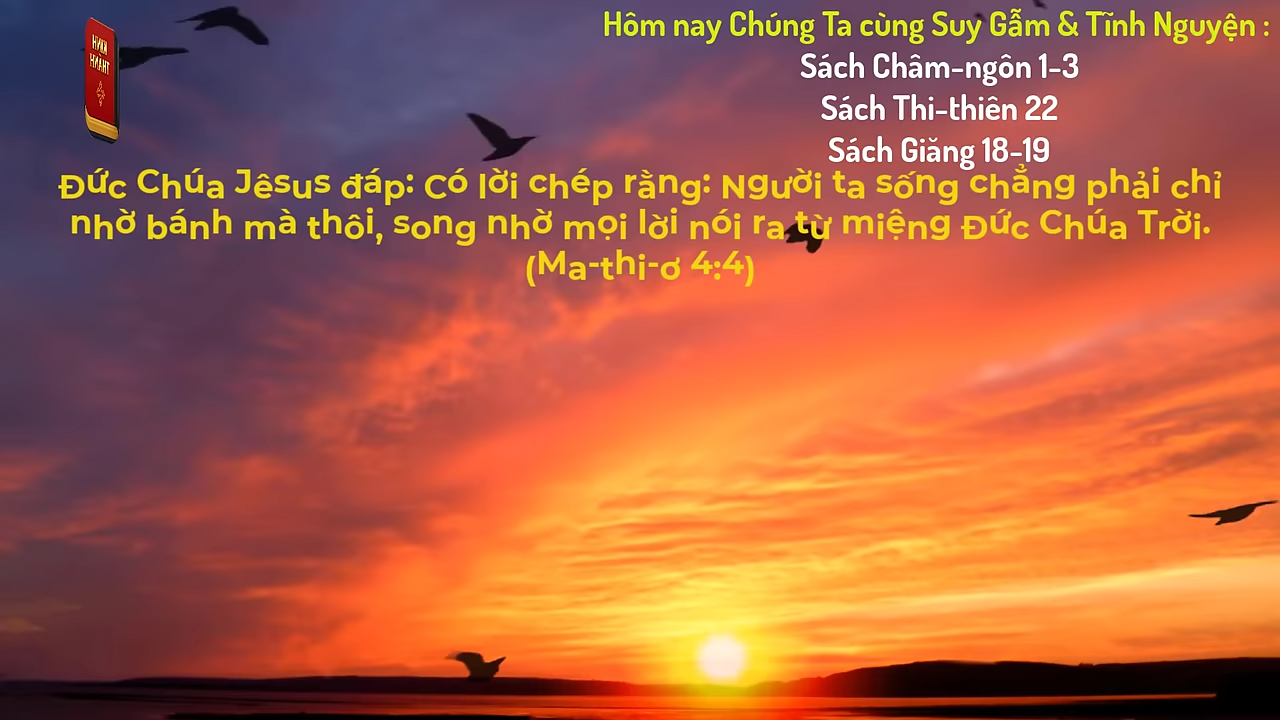 KINH
THÁNH
Hôm nay Chúng Ta cùng Suy Gẫm & Tĩnh Nguyện :
Sách Châm-ngôn 1-3
Sách Thi-thiên 22
Sách Giăng 18-19
Đức Chúa Jêsus đáp: Có lời chép rằng: Người ta sống chẳng phải chỉ
nhờ bánh mà thôi, song nhờ mọi lời nói ra từ miệng Đức Chúa Trời.
(Ma-thi-ơ 4:4)